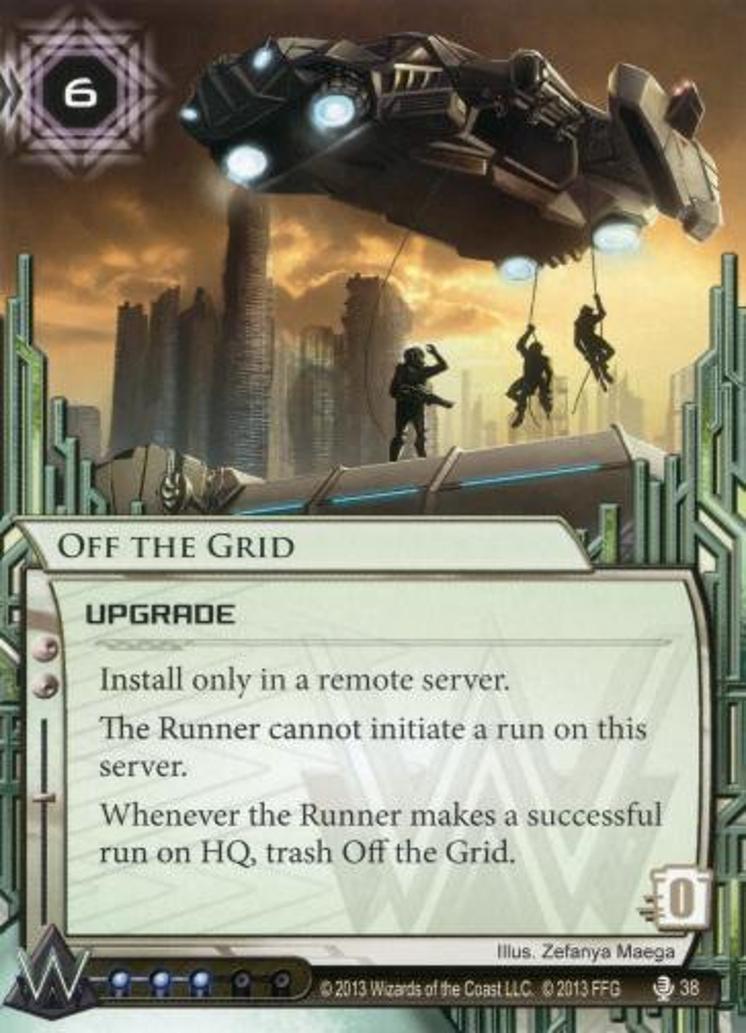 6
OFF THE GRID
UPGRADE
Install only in a remote server.
The Runner cannot initiate a run on this
server.
Whenever the Runner makes a successful
run on HQ, trash Off the Grid.
0
Illus. Zefanya Maega
© 2013 Wizards of the Coast LLC. © 2013 FFG 38